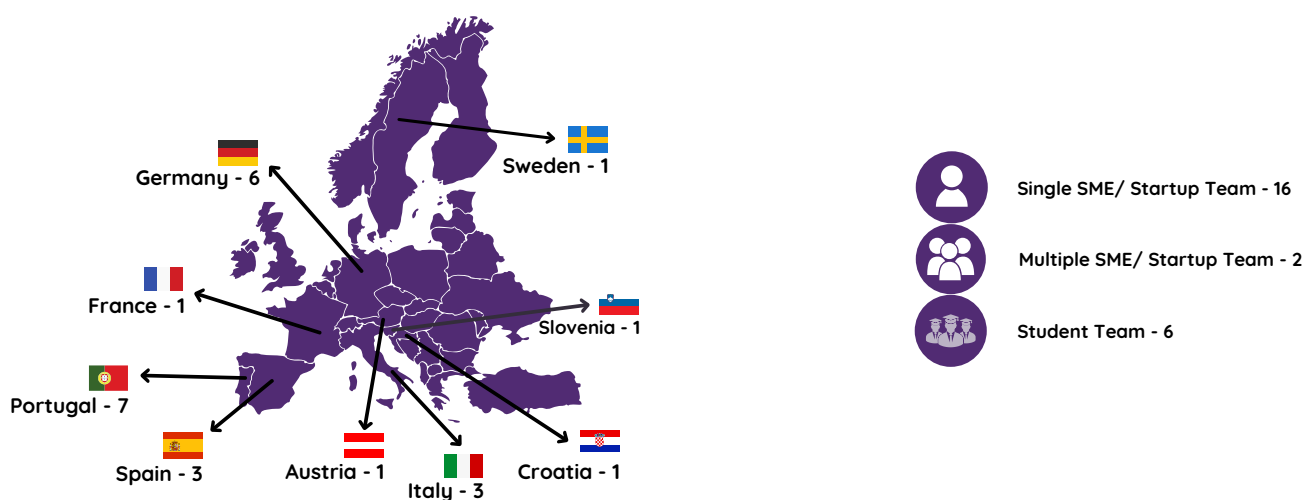 Sweden - 1
Germany - 6
France - 1
Slovenia - 1
Portugal - 7
Spain - 3
Austria - 1
Italy - 3
Croatia - 1
Single SME/ Startup Team - 16
Multiple SME/ Startup Team - 2
Student Team - 6